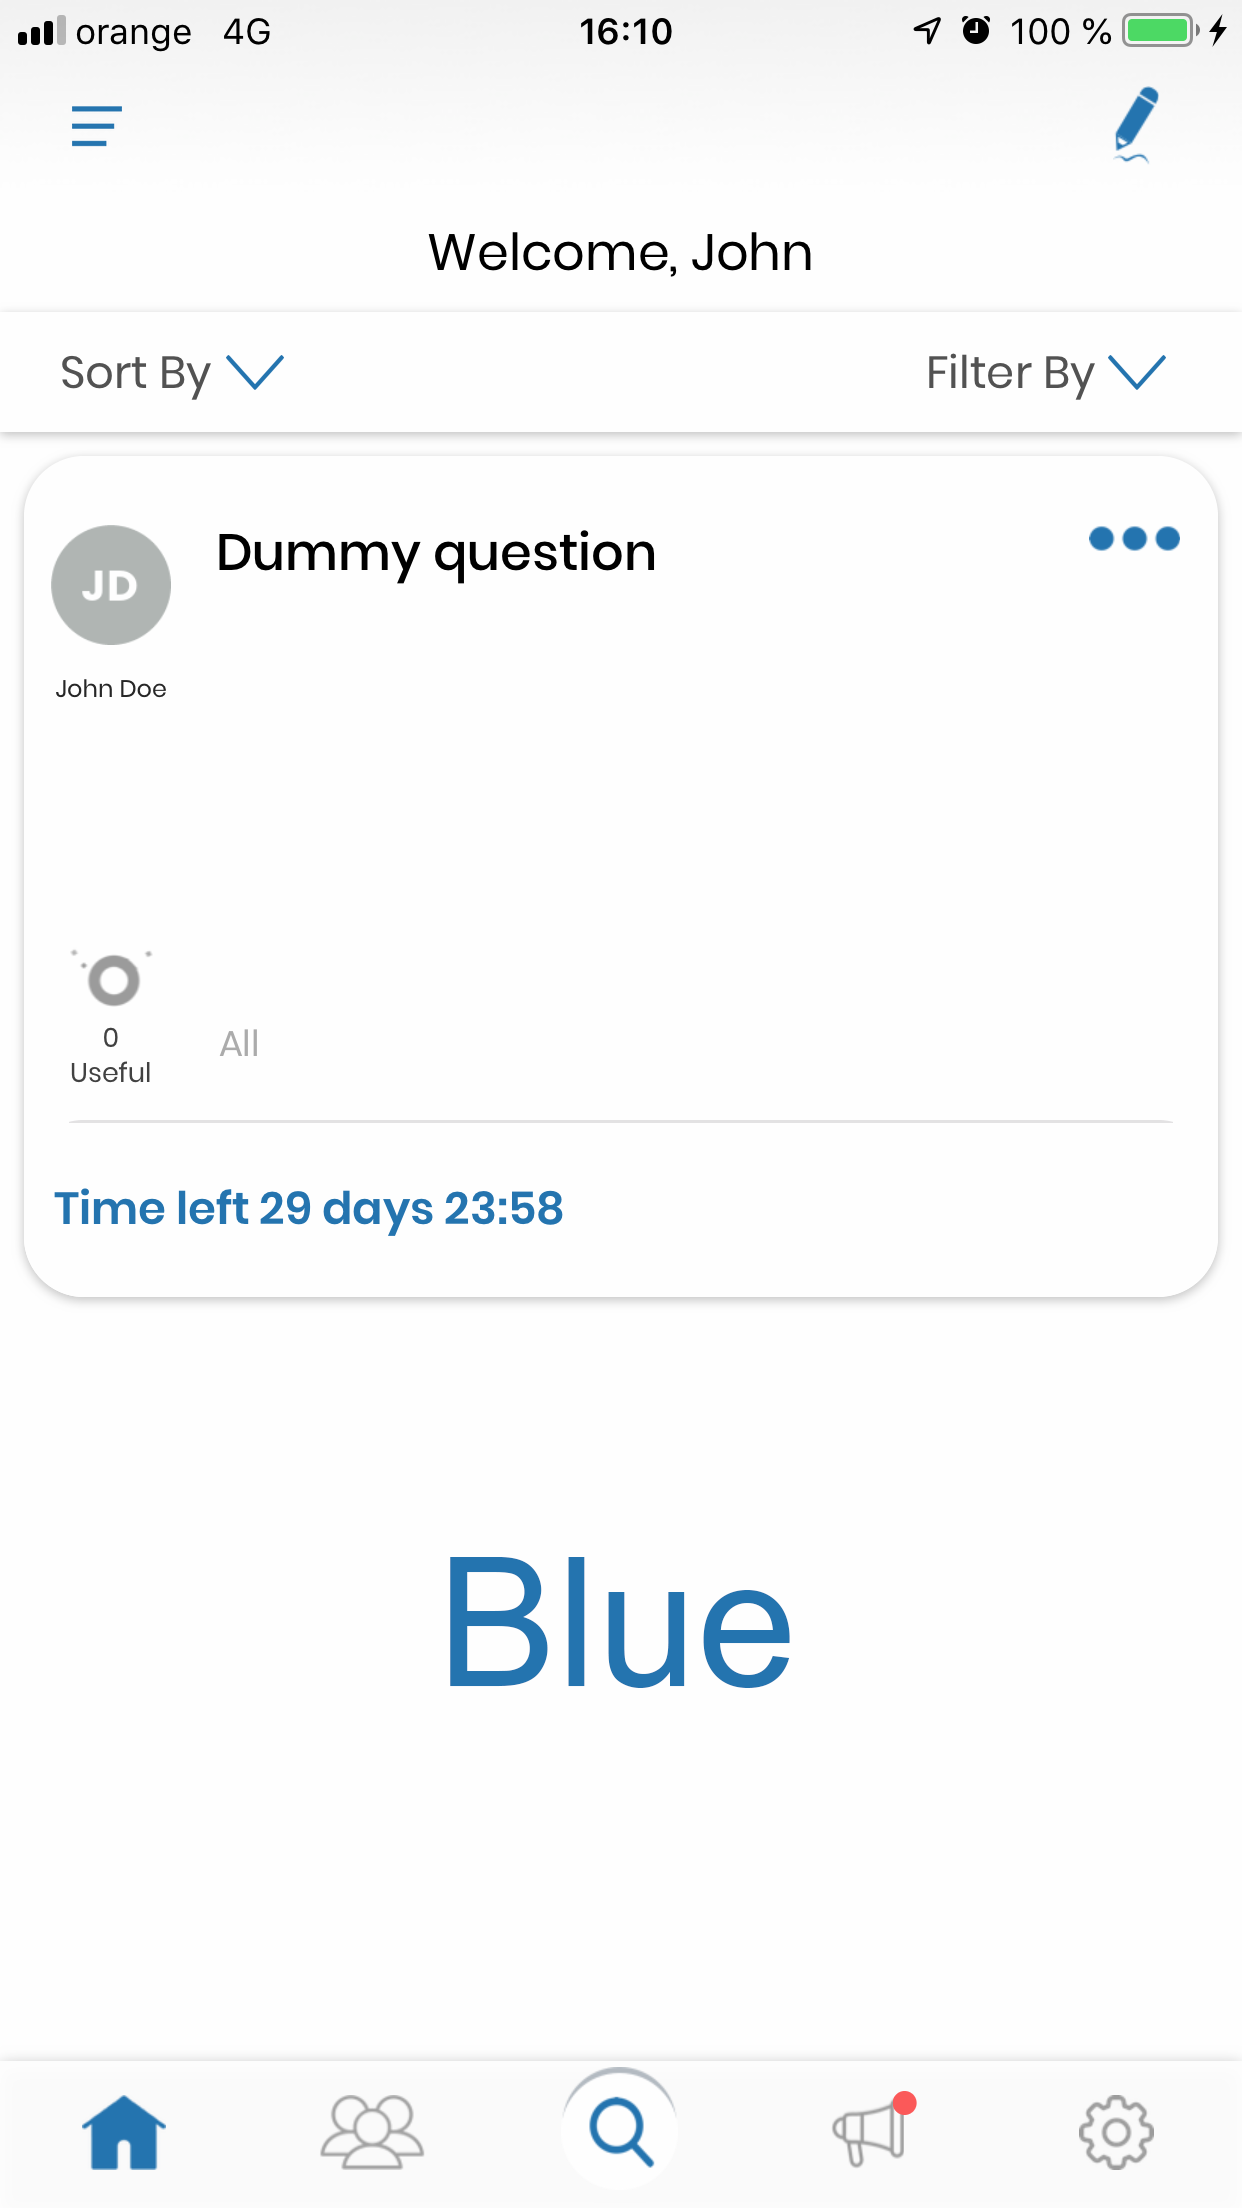 orange 4G 16:10 100 %
Welcome, John
Sort By Filter By
Dummy question
JD
John Doe
0
Useful
All
Time left 29 days 23:58
Blue